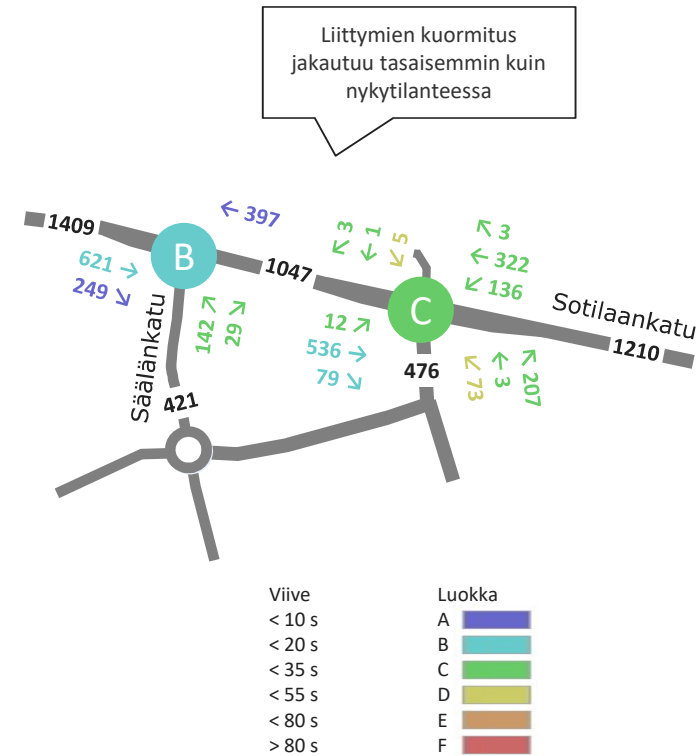 Liittymien kuormitus
jakautuu tasaisemmin kuin
nykytilanteessa
1409
← 397
621 →
249 ↘
B
1047
142 ↗
29 ↗
Säälänkatu
421
↙ 3
↓ 1
↙ 5
↖ 3
← 322
↙ 136
C
12 ↗
536 →
79 ↘
476
↖ 73
↑ 3
↗ 207
Sotilaankatu
1210
Viive Luokka
< 10 s A
< 20 s B
< 35 s C
< 55 s D
< 80 s E
> 80 s F